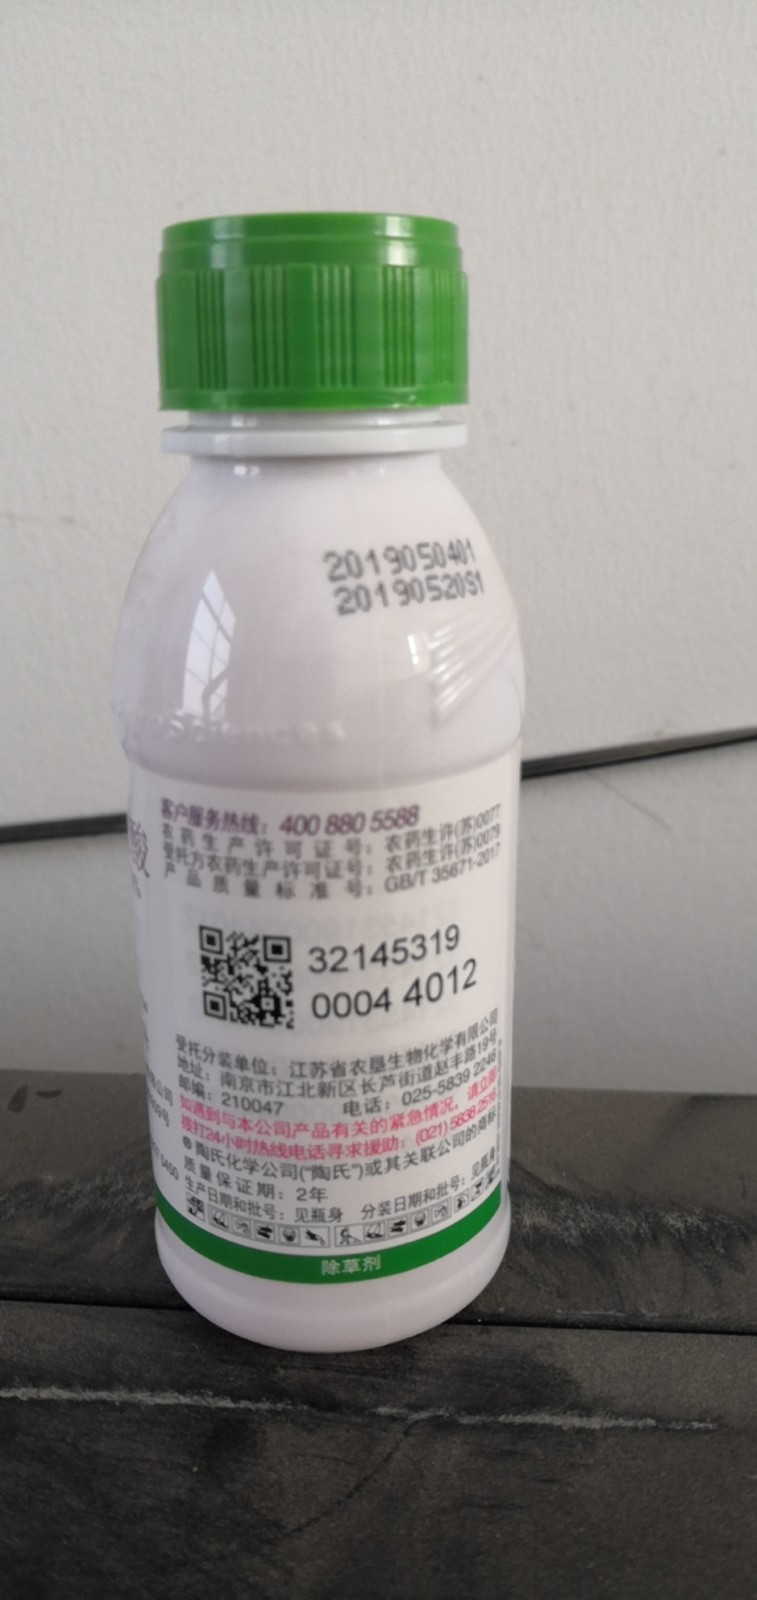 2019050401
20190520S1
Sciences
酸
客户服务热线：400 880 5588
农药生产许可证号：农药生许(苏)0077
受托方农药生产许可证号：农药生许(苏)0079
产品质量标准号：GB/T 35671-2017
32145319
0004 4012
受托分装单位：江苏省农垦生物化学有限公司
地址：南京市江北新区长芦街道赵丰路19号
邮编：210047 电话：025-5839 2246
如遇到与本公司产品有关的紧急情况，请立即
拨打24小时热线电话寻求援助：(021) 5838 2516
®陶氏化学公司("陶氏")或其关联公司的商标
质量保证期：2年
生产日期和批号：见瓶身 分装日期和批号：见瓶身
除草剂